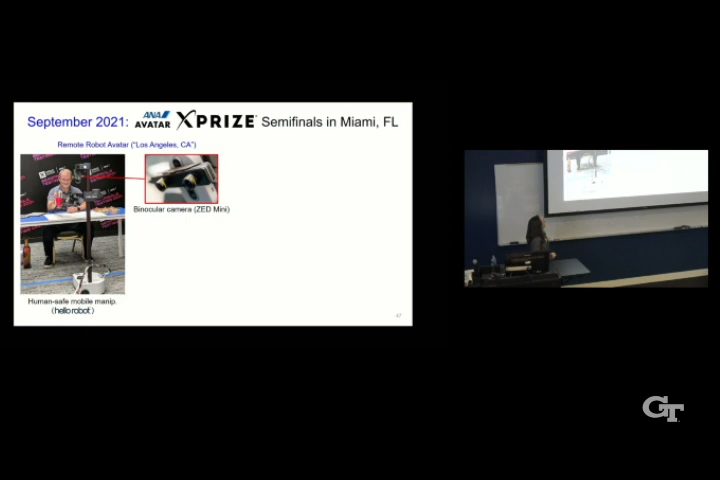 September 2021: ANA AVATAR XPRIZE Semifinals in Miami, FL
Remote Robot Avatar ("Los Angeles, CA")
Binocular camera (ZED Mini)
Human-safe mobile manip.
(hello robot)
47
GT